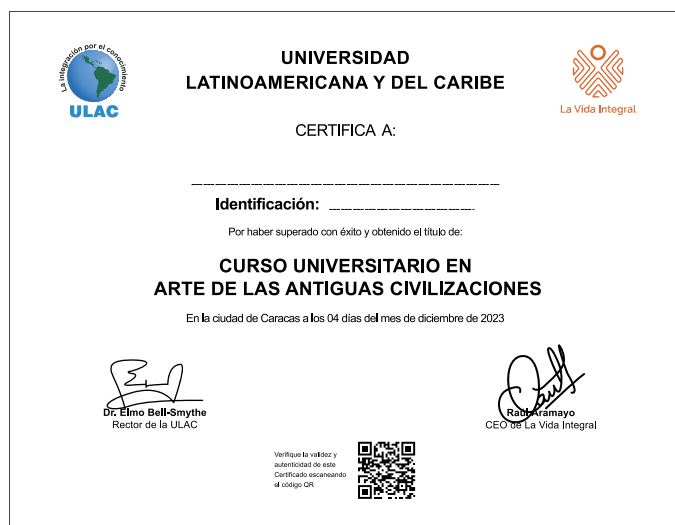 La integración por el conocimiento
ULAC
UNIVERSIDAD
LATINOAMERICANA Y DEL CARIBE
La Vida Integral
CERTIFICA A:
Identificación:
Por haber superado con éxito y obtenido el título de:
CURSO UNIVERSITARIO EN
ARTE DE LAS ANTIGUAS CIVILIZACIONES
En la ciudad de Caracas a los 04 días del mes de diciembre de 2023
Dr. Elmo Bell-Smythe
Rector de la ULAC
Raúl Aramayo
CEO de La Vida Integral
Verifique la validez y
autenticidad de este
Certificado escaneando
el código QR